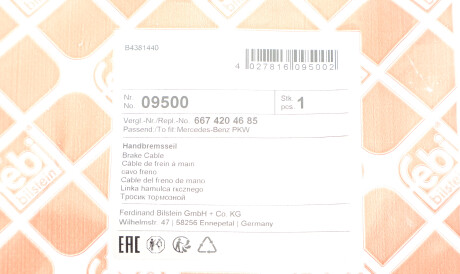 B4381440
4 027816 095002
Nr.
No. 09500
Stk
pcs. 1
Vergl.-Nr./Repl.-No. 667 420 46 85
Passend/To fit: Mercedes-Benz PKW
Handbremsseil
Brake Cable
Câble de frein à main
cavo freno
Cable del freno de mano
Linka hamulca ręcznego
Тросик тормозной
Ferdinand Bilstein GmbH + Co. KG
Wilhelmstr. 47 | 58256 Ennepetal | Germany
EAC
febi
bilstein